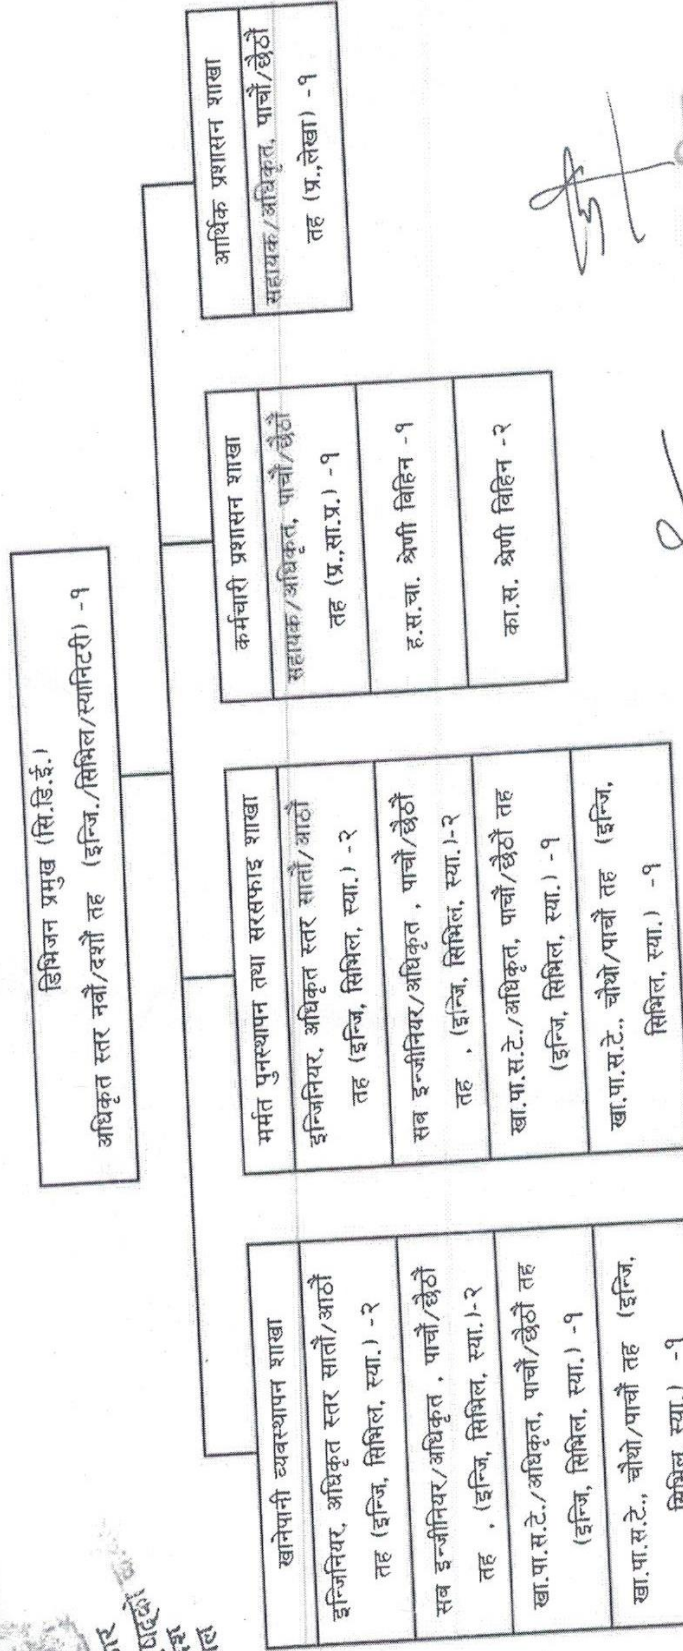 डिभिजन प्रमुख (सि.डि.ई.)
अधिकृत स्तर नवौं/दशौं तह (इन्जि./सिभिल/स्यानिटरी) -१
खानेपानी व्यवस्थापन शाखा
इन्जिनियर, अधिकृत स्तर सातौं/आठौं
तह (इन्जि, सिभिल, स्या.) -२
सब इन्जीनियर/अधिकृत , पाचौं/छैठौं
तह . (इन्जि, सिभिल, स्या.)-२
खा.पा.स.टे./अधिकृत, पाचौं/छैठौं तह
(इन्जि, सिभिल, स्या.) -१
खा.पा.स.टे., चौथो/पाचौं तह (इन्जि,
सिभिल, स्या.) -१
मर्मत पुनस्थापन तथा सरसफाइ शाखा
इन्जिनियर, अधिकृत स्तर सातौं/आठौं
तह (इन्जि, सिभिल, स्या.) -२
सब इन्जीनियर/अधिकृत , पाचौं/छैठौं
तह . (इन्जि, सिभिल, स्या.)-२
खा.पा.स.टे./अधिकृत, पाचौं/छैठौं तह
(इन्जि, सिभिल, स्या.) -१
खा.पा.स.टे., चौथो/पाचौं तह (इन्जि,
सिभिल, स्या.) -१
कर्मचारी प्रशासन शाखा
सहायक/अधिकृत, पाचौं/छैठौं
तह (प्र.,सा.प्र.) -१
ह.स.चा. श्रेणी विहिन -१
का.स. श्रेणी विहिन -२
आर्थिक प्रशासन शाखा
सहायक/अधिकृत, पाचौं/छैठौं
तह (प्र.,लेखा) -१